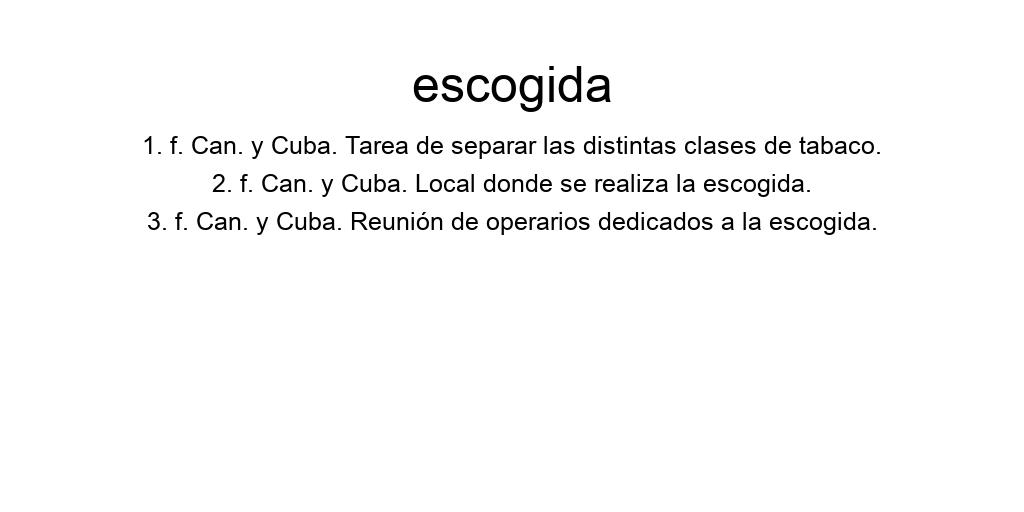 escogida
1. f. Can. y Cuba. Tarea de separar las distintas clases de tabaco.
2. f. Can. y Cuba. Local donde se realiza la escogida.
3. f. Can. y Cuba. Reunión de operarios dedicados a la escogida.